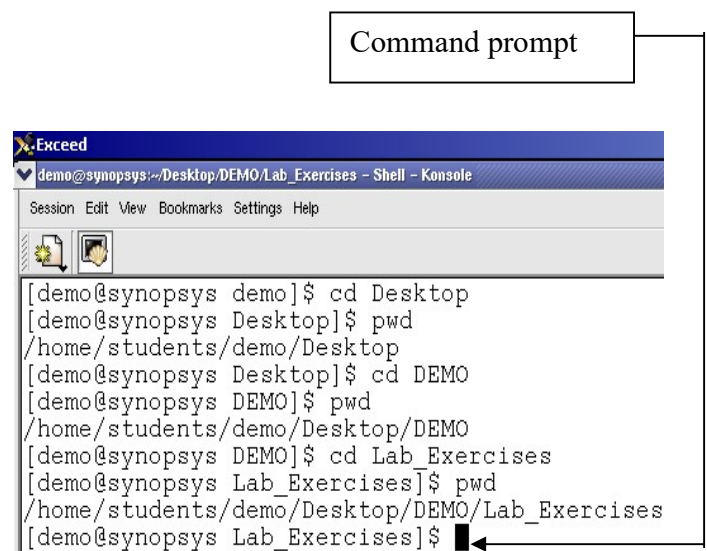 Command prompt
Exceed
demo@synopsys:~/Desktop/DEMO/Lab_Exercises - Shell - Konsole
Session Edit View Bookmarks Settings Help
[demo@synopsys demo]$ cd Desktop
[demo@synopsys Desktop]$ pwd
/home/students/demo/Desktop
[demo@synopsys Desktop]$ cd DEMO
[demo@synopsys DEMO]$ pwd
/home/students/demo/Desktop/DEMO
[demo@synopsys DEMO]$ cd Lab_Exercises
[demo@synopsys Lab_Exercises]$ pwd
/home/students/demo/Desktop/DEMO/Lab_Exercises
[demo@synopsys Lab_Exercises]$